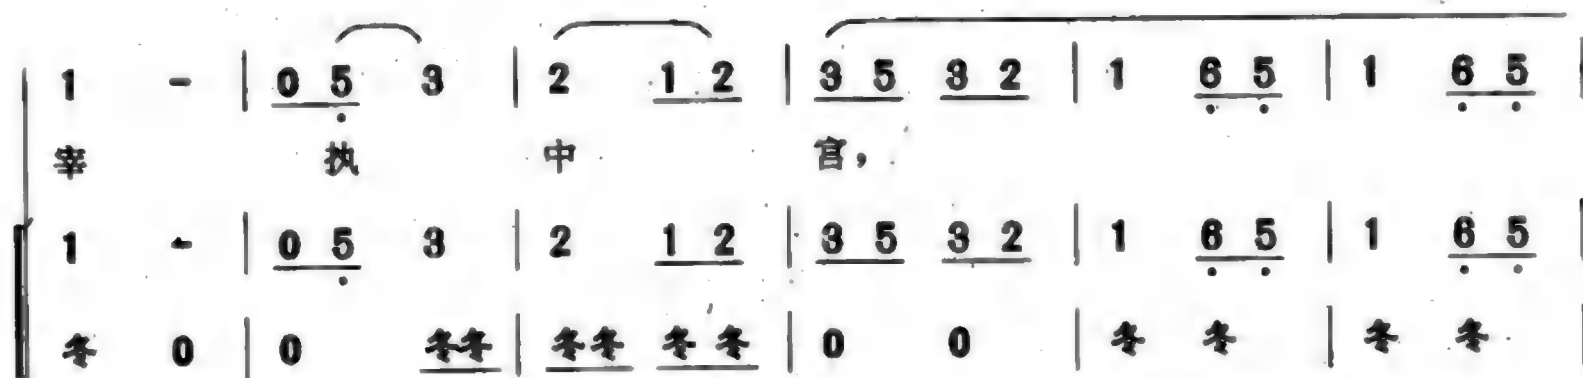 1 - | 0 5 3 | 2 1 2 | 3 5 3 2 | 1 6 5 | 1 6 5
宰 执 中 官，
1 - | 0 5 3 | 2 1 2 | 3 5 3 2 | 1 6 5 | 1 6 5
冬 0 | 0 冬冬 | 冬冬 冬冬 | 0 0 | 冬 冬 | 冬 冬